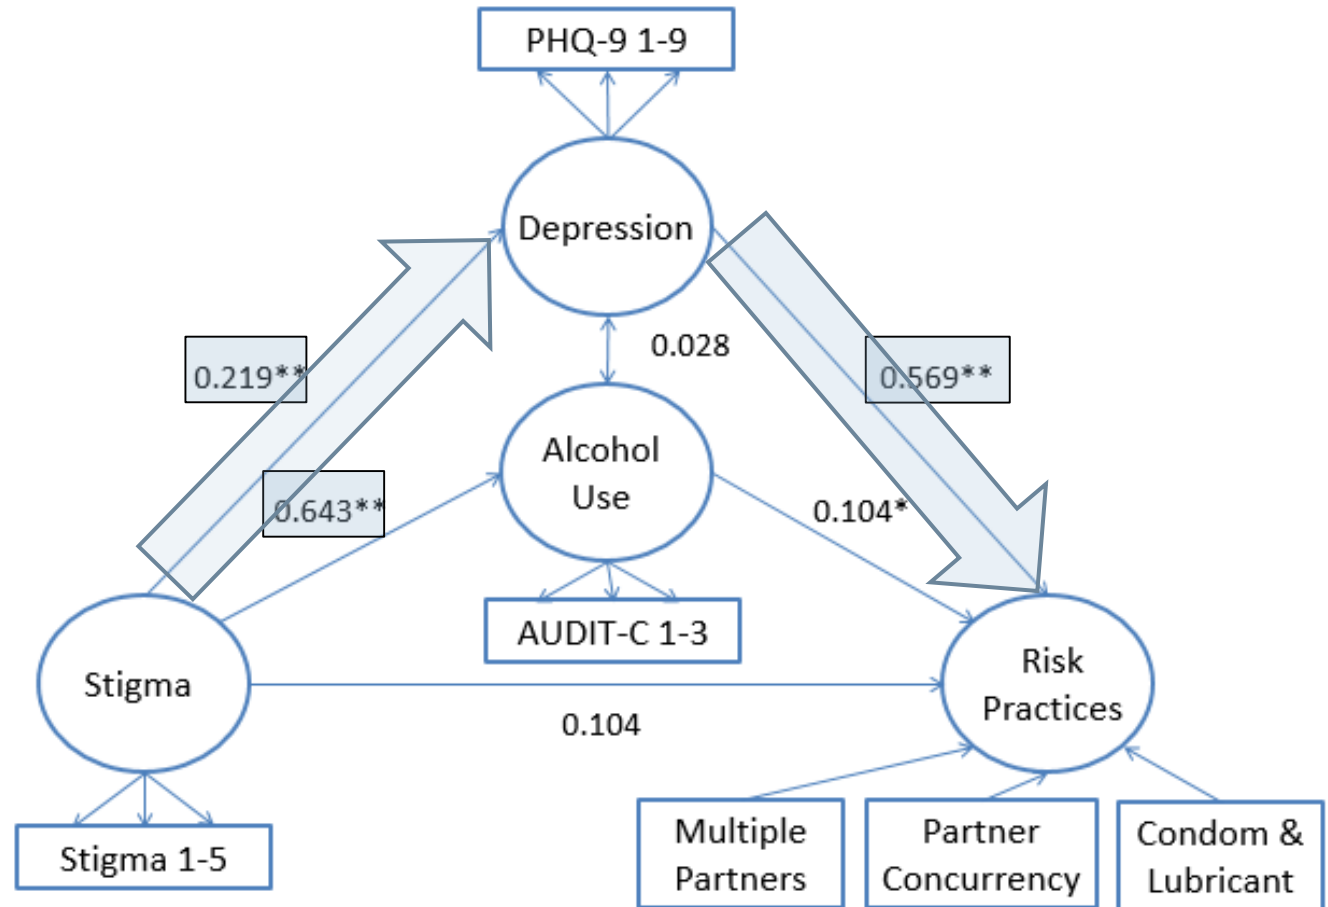 PHQ-9 1-9
Depression
0.219**
0.028
0.569**
Alcohol
Use
0.643**
0.104*
AUDIT-C 1-3
Stigma
Risk
Practices
0.104
Stigma 1-5
Multiple
Partners
Partner
Concurrency
Condom &
Lubricant